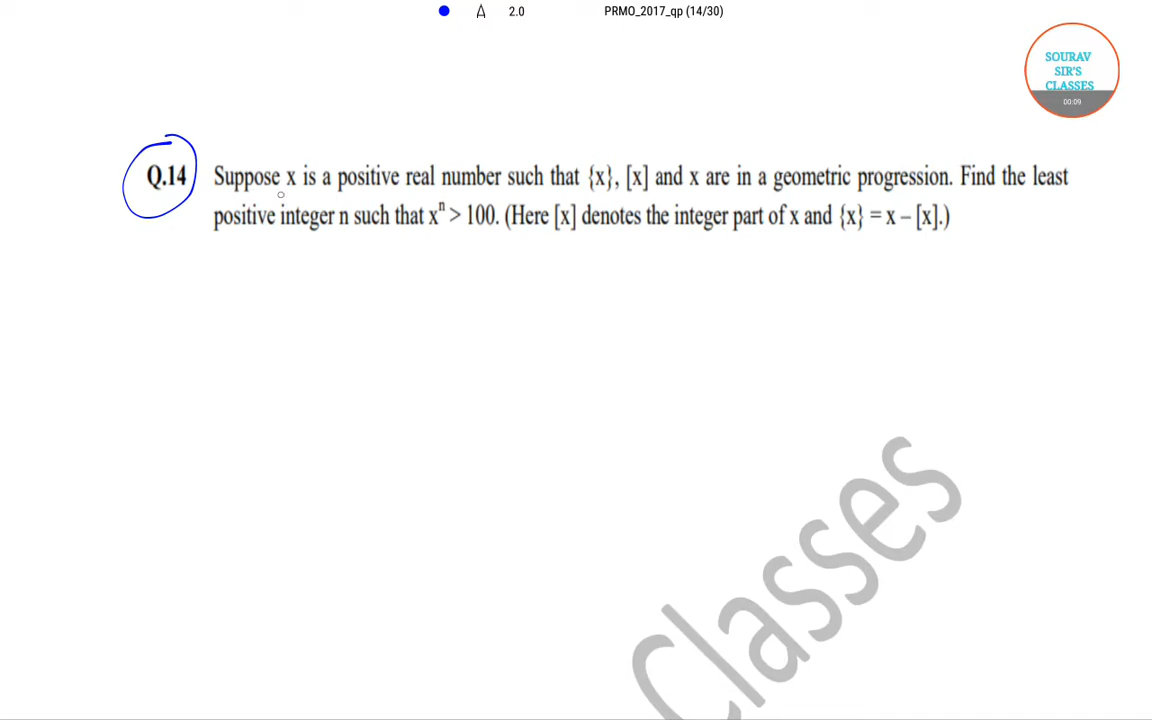 2.0 PRMO_2017_qp (14/30)
SOURAV
SIR'S
CLASSES
00:09
Q.14 Suppose x is a positive real number such that {x}, [x] and x are in a geometric progression. Find the least
positive integer n such that xⁿ > 100. (Here [x] denotes the integer part of x and {x} = x – [x].)
Classes